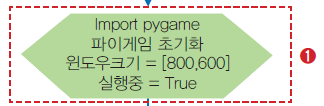 Import pygame
파이게임 초기화
윈도우크기 = [800,600]
실행중 = True
❶